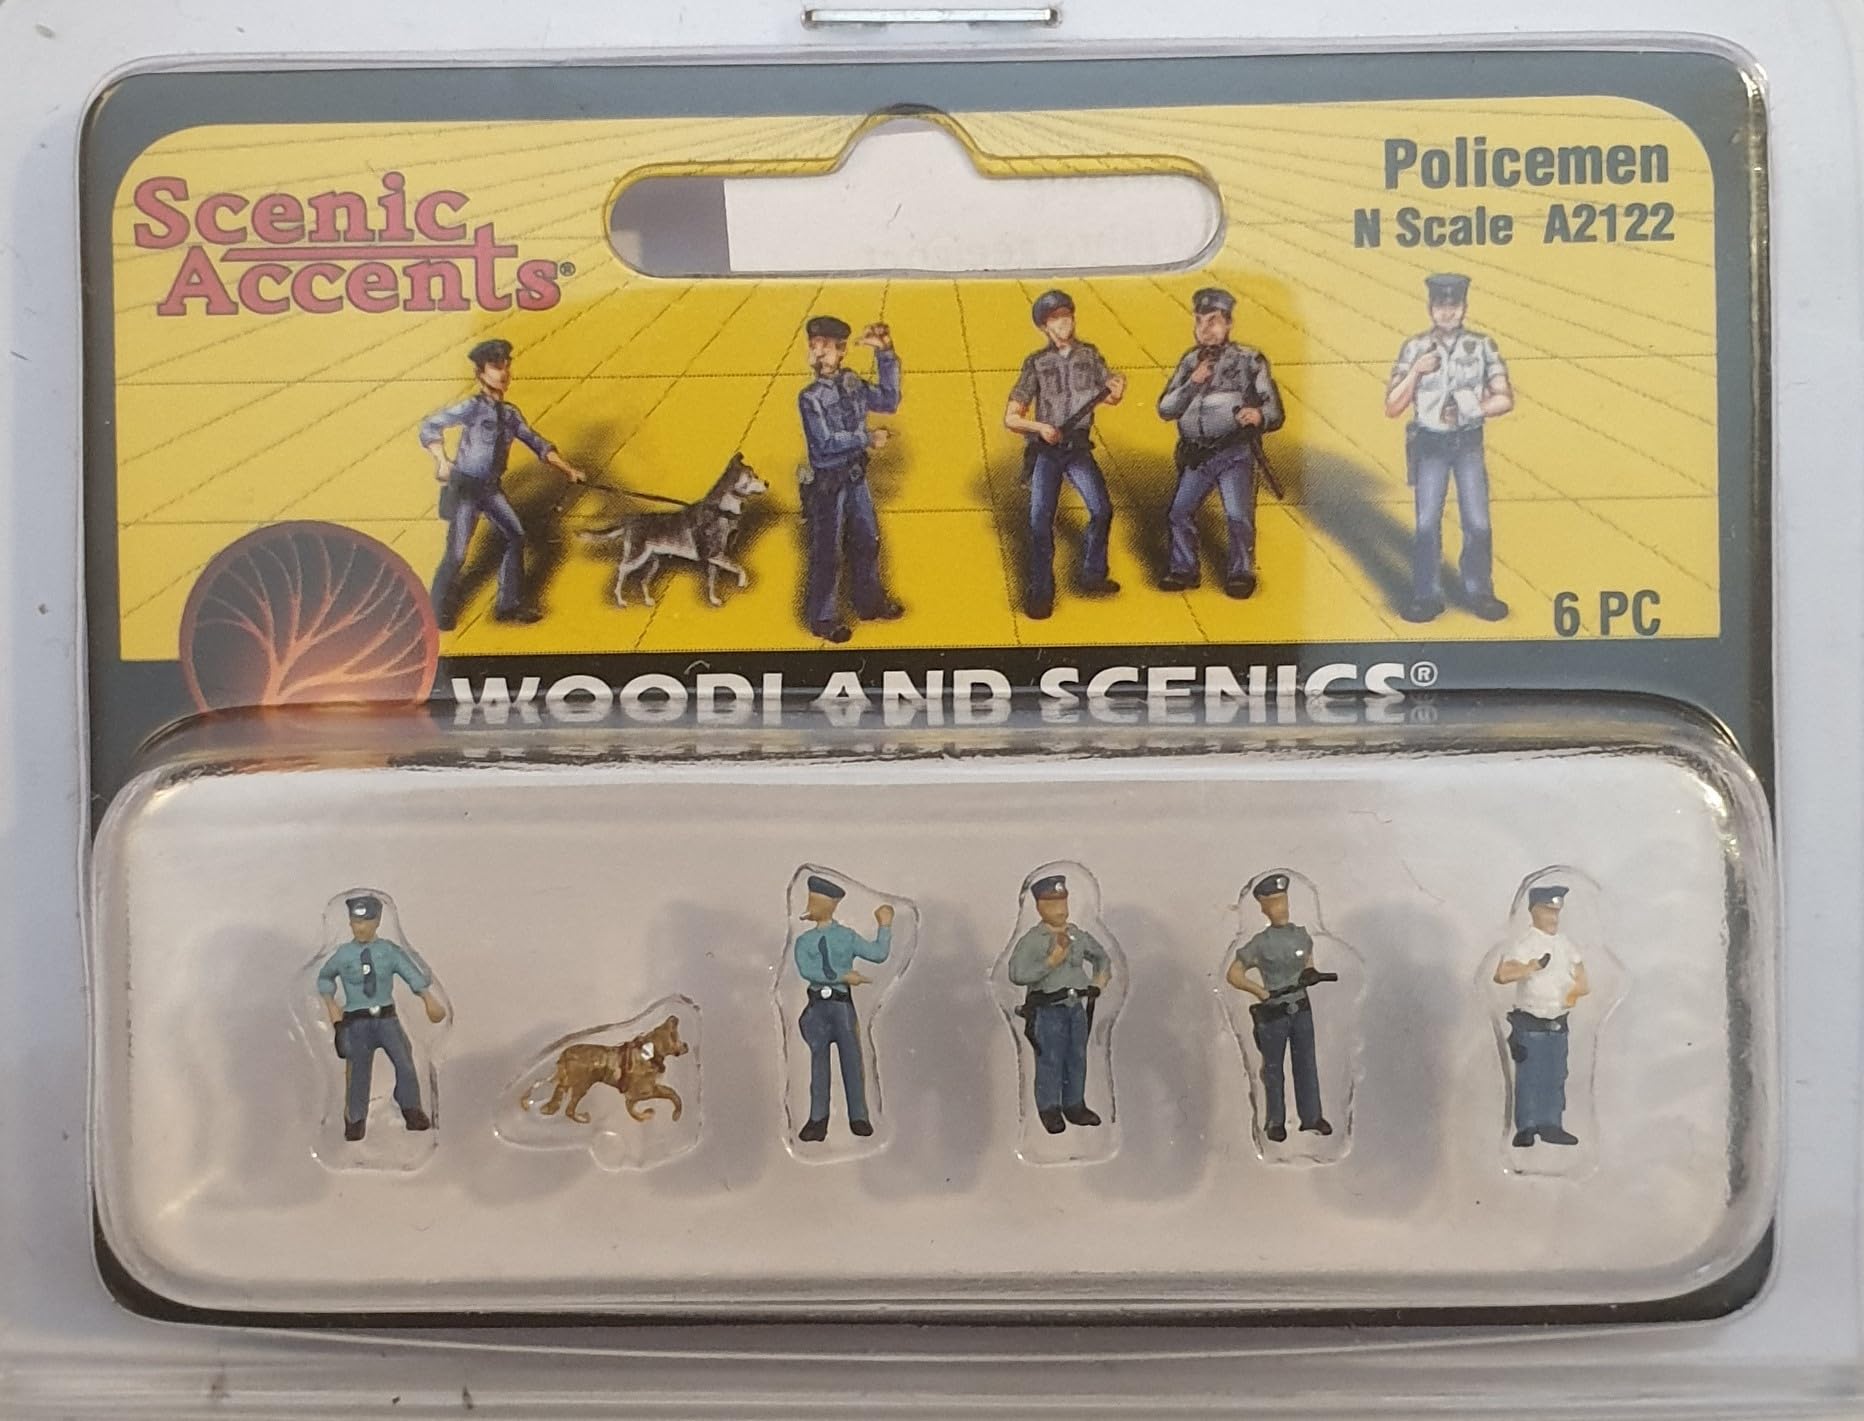 Scenic
Accents®
Policemen
N Scale A2122
6 PC
WOODLAND SCENICS®